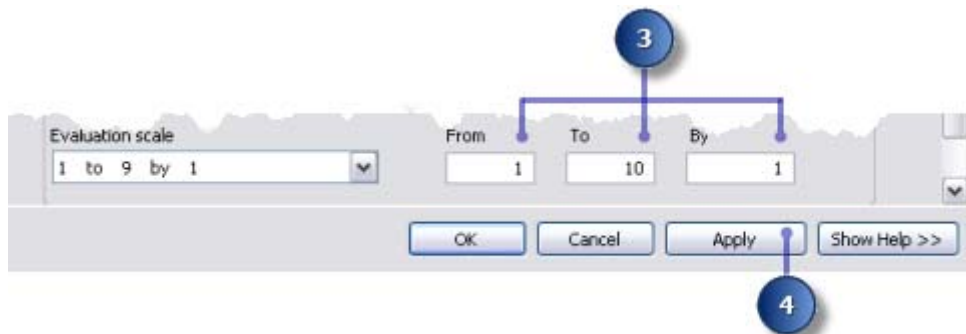 3
Evaluation scale From To By
1 to 9 by 1 1 10 1
OK Cancel Apply Show Help >>
4